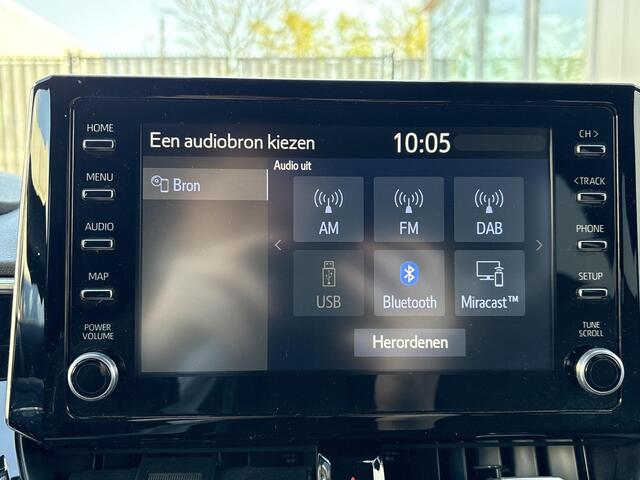 HOME
MENU
AUDIO
MAP
POWER
VOLUME
Een audiobron kiezen 10:05
Bron
Audio uit
AM FM DAB
USB Bluetooth Miracast™
Herordenen
CH >
< TRACK
PHONE
SETUP
TUNE
SCROLL